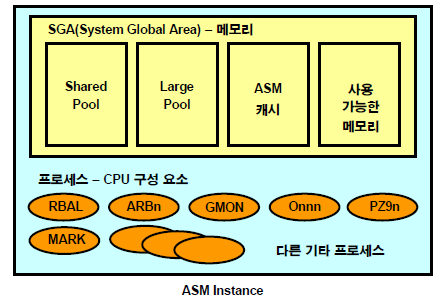 SGA(System Global Area) – 메모리
Shared
Pool
Large
Pool
ASM
캐시
사용
가능한
메모리
프로세스 – CPU 구성 요소
RBAL
ARBn
GMON
Onnn
PZ9n
MARK
다른 기타 프로세스
ASM Instance